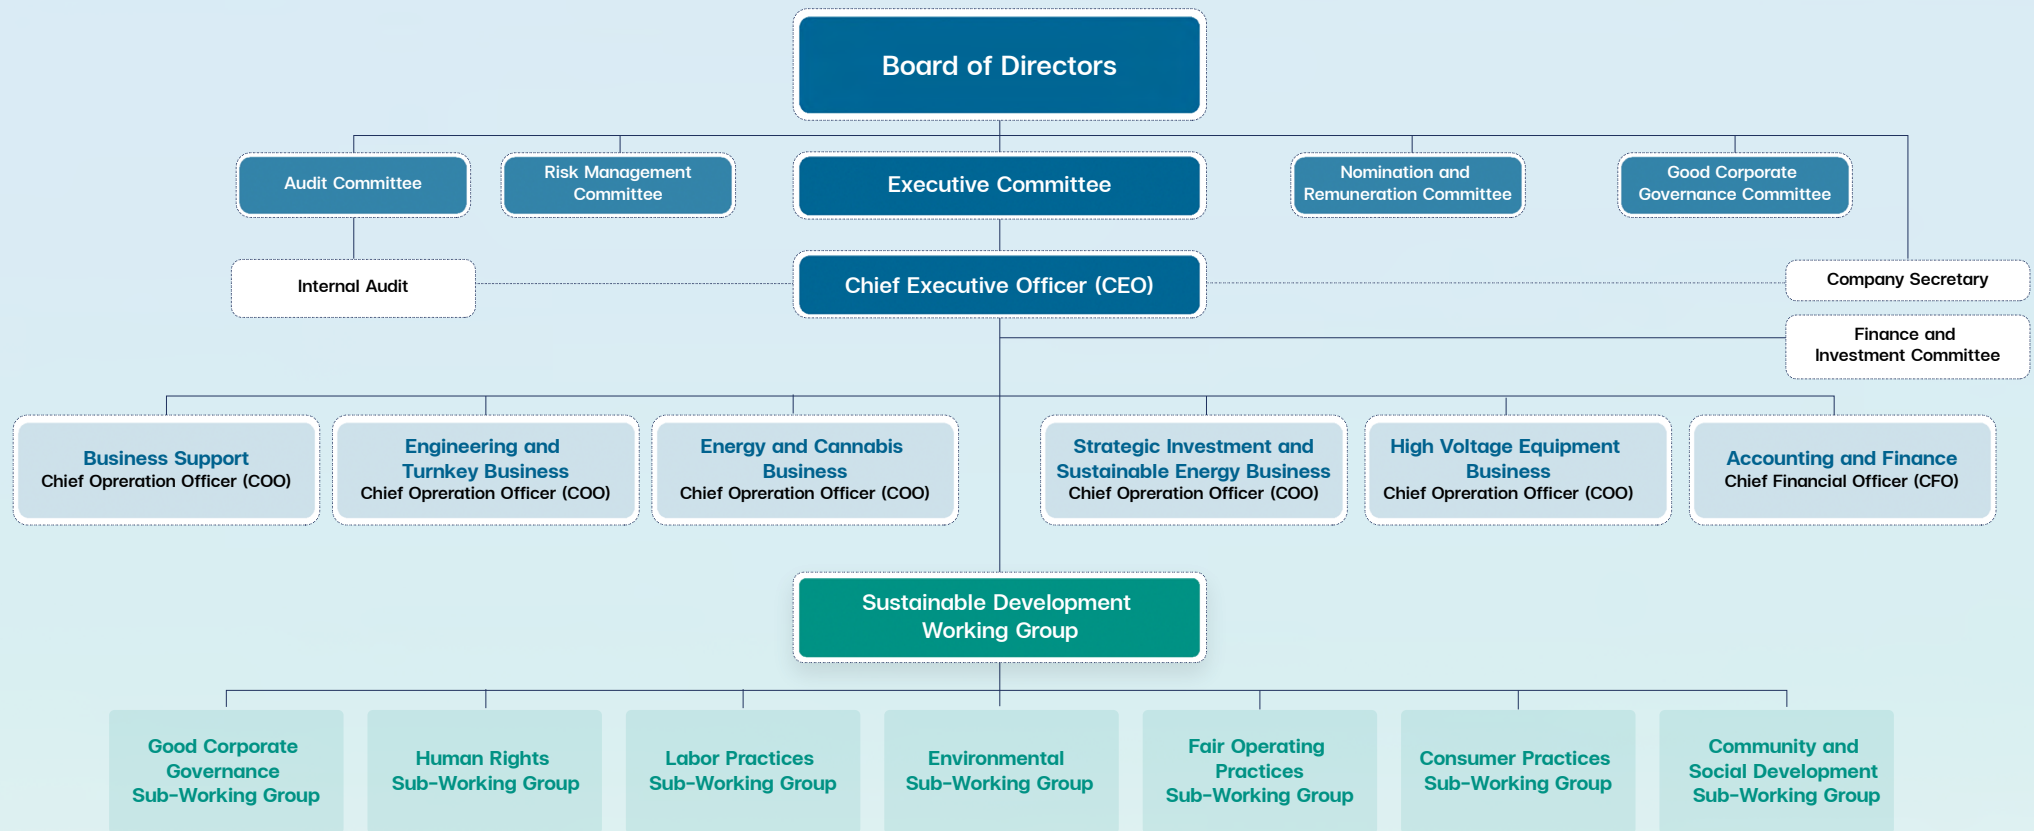 Board of Directors
Audit Committee
Risk Management
Committee
Executive Committee
Nomination and
Remuneration Committee
Good Corporate
Governance Committee
Internal Audit
Chief Executive Officer (CEO)
Company Secretary
Finance and
Investment Committee
Business Support
Chief Opreration Officer (COO)
Engineering and
Turnkey Business
Chief Opreration Officer (COO)
Energy and Cannabis
Business
Chief Opreration Officer (COO)
Strategic Investment and
Sustainable Energy Business
Chief Opreration Officer (COO)
High Voltage Equipment
Business
Chief Opreration Officer (COO)
Accounting and Finance
Chief Financial Officer (CFO)
Sustainable Development
Working Group
Good Corporate
Governance
Sub-Working Group
Human Rights
Sub-Working Group
Labor Practices
Sub-Working Group
Environmental
Sub-Working Group
Fair Operating
Practices
Sub-Working Group
Consumer Practices
Sub-Working Group
Community and
Social Development
Sub-Working Group